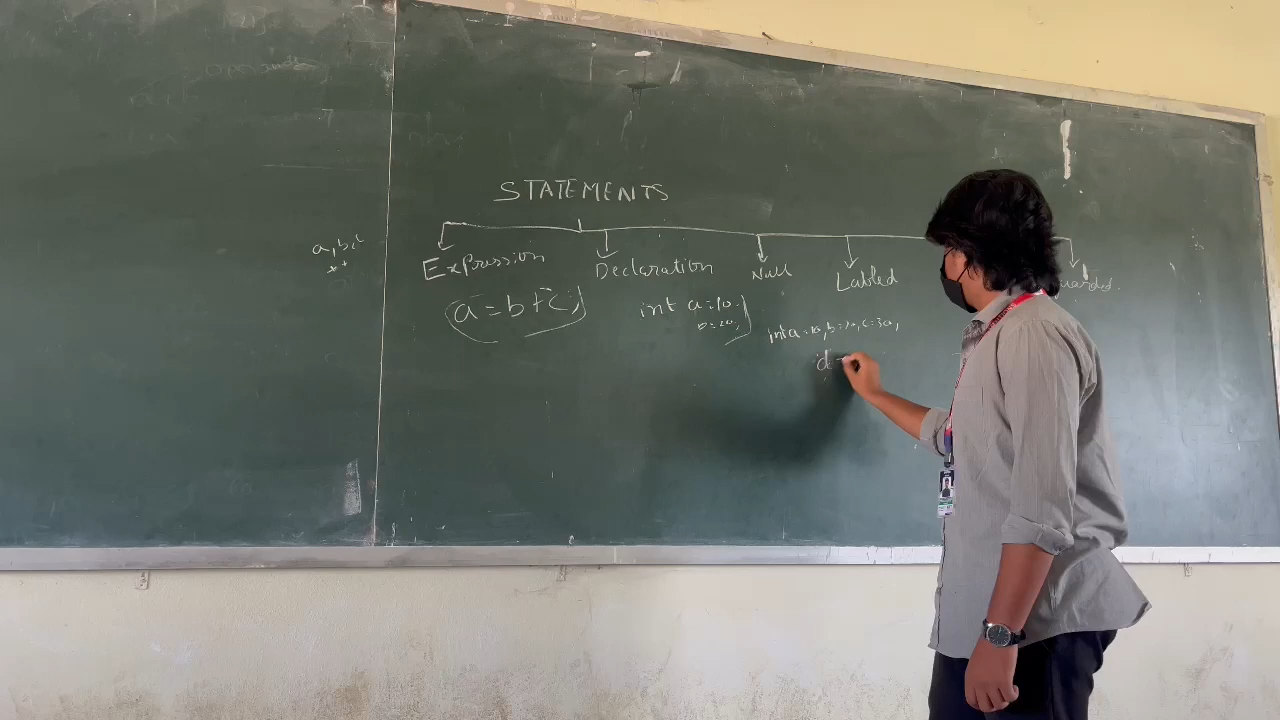 STATEMENTS
a, b, c
Expression Declaration Null Labled
a = b + c;
int a = 10,
b = 20;
int a = 10, b = 20, c = 30,
d =